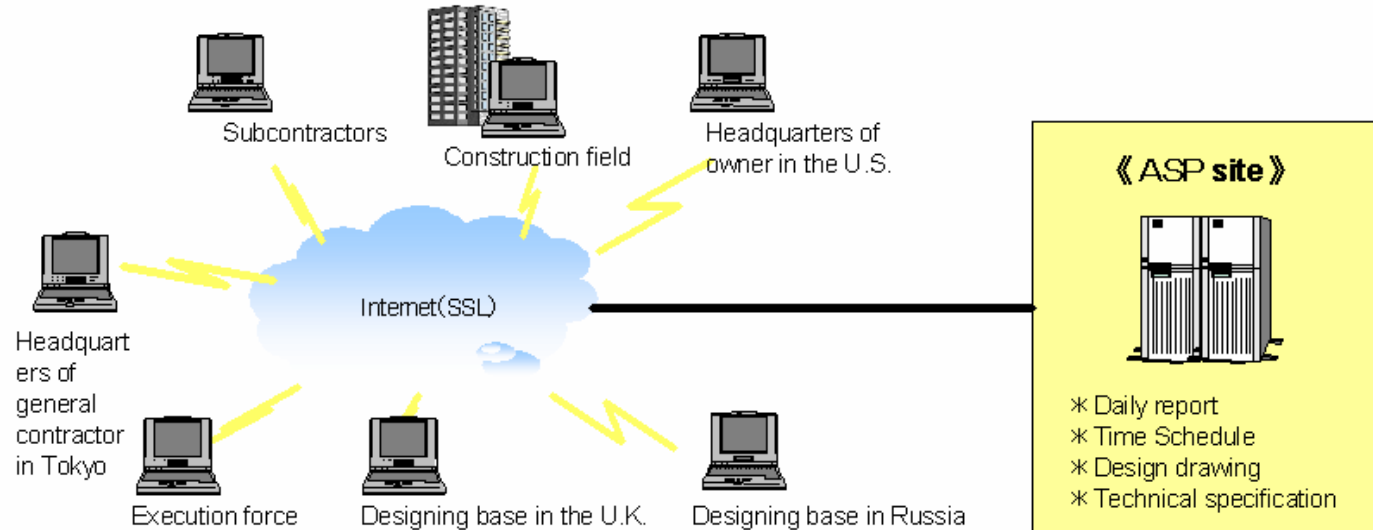 Subcontractors
Construction field
Headquarters of
owner in the U.S.
《 ASP site 》
Internet(SSL)
Headquart
ers of
general
contractor
in Tokyo
Execution force
Designing base in the U.K.
Designing base in Russia
＊ Daily report
＊ Time Schedule
＊ Design drawing
＊ Technical specification